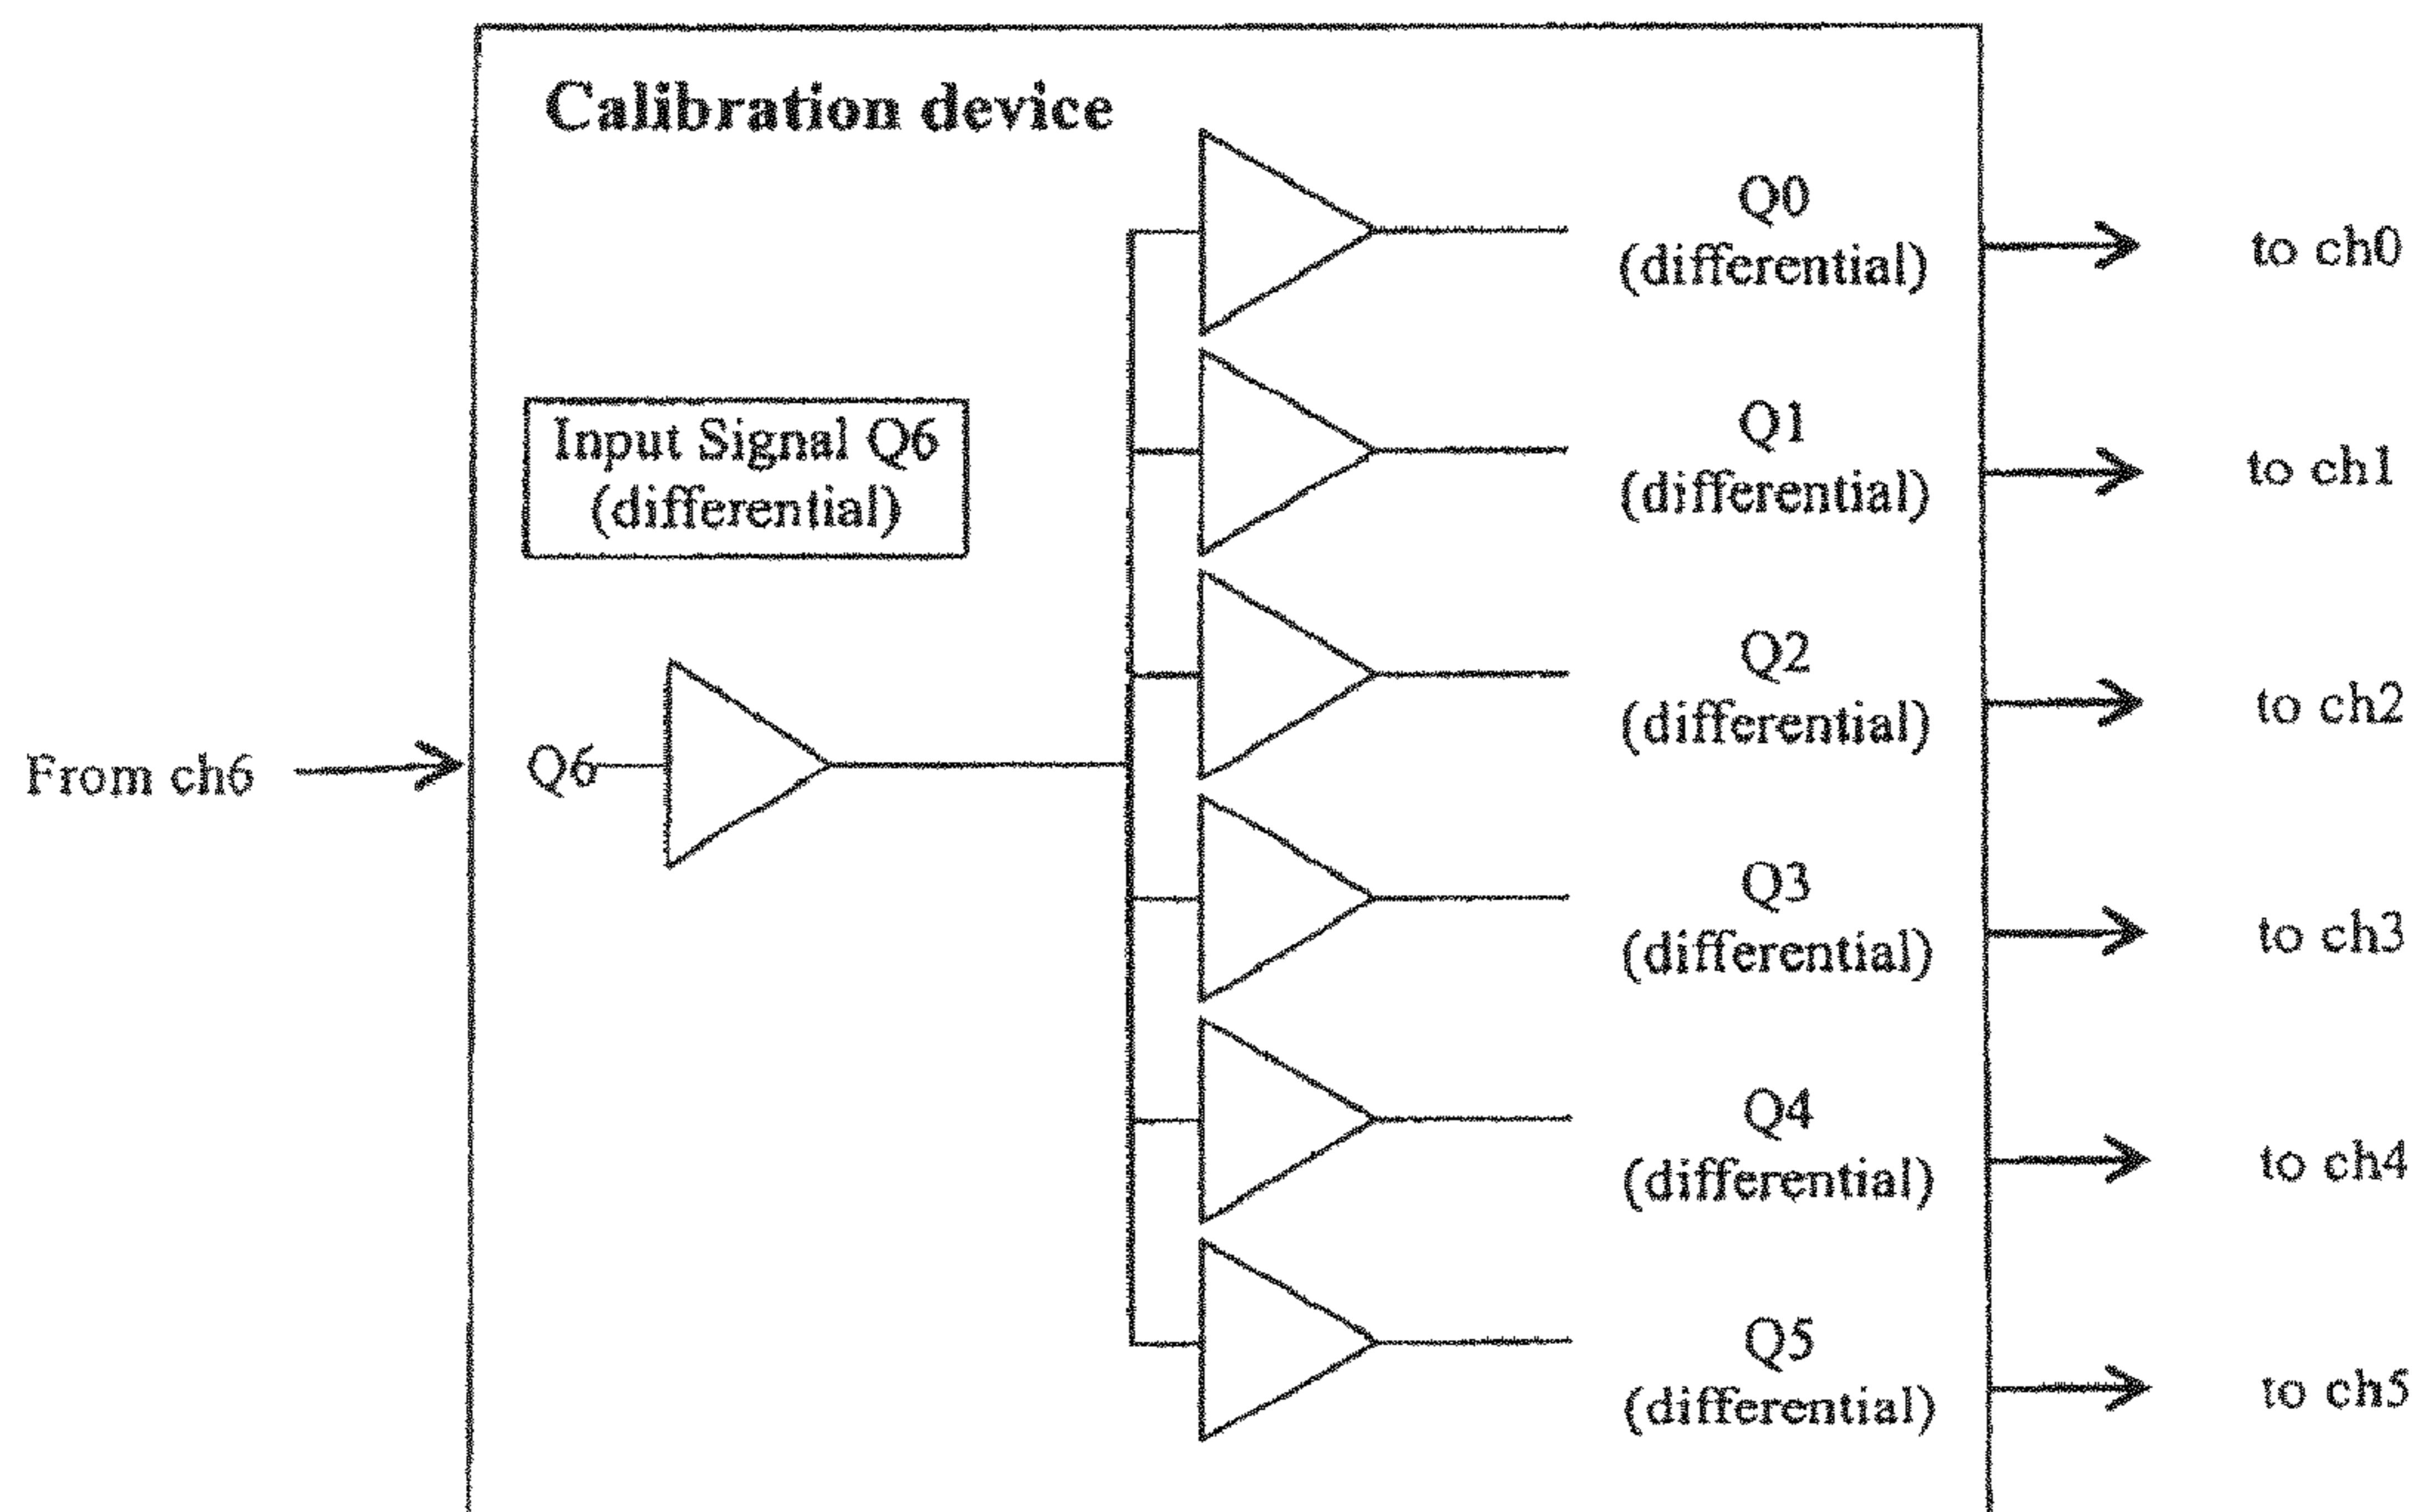 Calibration device
Q0
(differential)
to ch0
Input Signal Q6
(differential)
Q1
(differential)
to ch1
Q2
(differential)
to ch2
From ch6
Q6
Q3
(differential)
to ch3
Q4
(differential)
to ch4
Q5
(differential)
to ch5